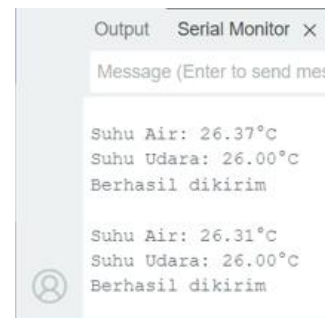 Output Serial Monitor ×
Message (Enter to send mes
Suhu Air: 26.37°C
Suhu Udara: 26.00°C
Berhasil dikirim
Suhu Air: 26.31°C
Suhu Udara: 26.00°C
Berhasil dikirim